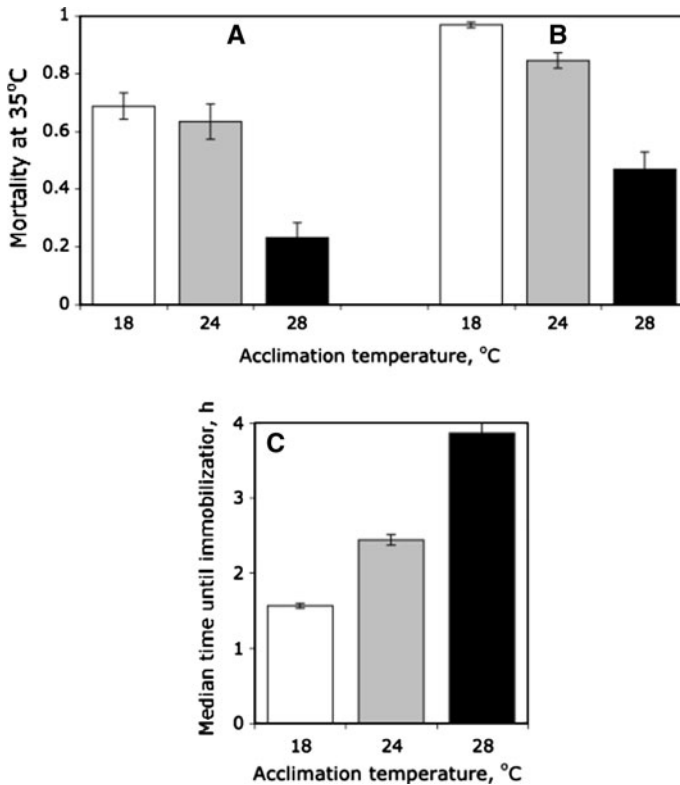 1
0.8
0.6
0.4
0.2
0
Mortality at 35°C
A
B
18 24 28 18 24 28
Acclimation temperature, °C
4
3
2
1
0
Median time until immobilizatior, h
C
18 24 28
Acclimation temperature, °C